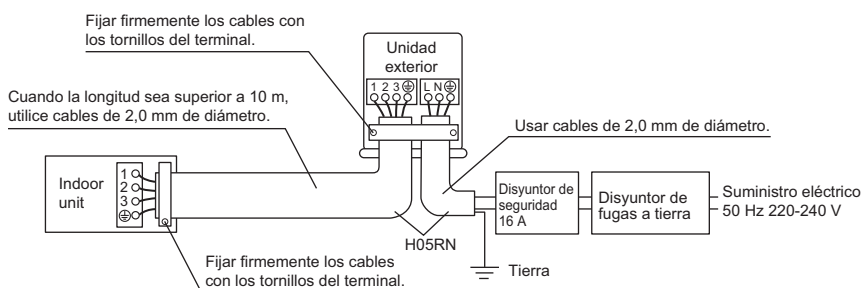 Fijar firmemente los cables con
los tornillos del terminal.
Unidad
exterior
1 2 3
L N
Cuando la longitud sea superior a 10 m,
utilice cables de 2,0 mm de diámetro.
Usar cables de 2,0 mm de diámetro.
Indoor
unit
1
2
3
Disyuntor de
seguridad
16 A
Disyuntor de
fugas a tierra
Suministro eléctrico
50 Hz 220-240 V
H05RN
Fijar firmemente los cables
con los tornillos del terminal.
Tierra